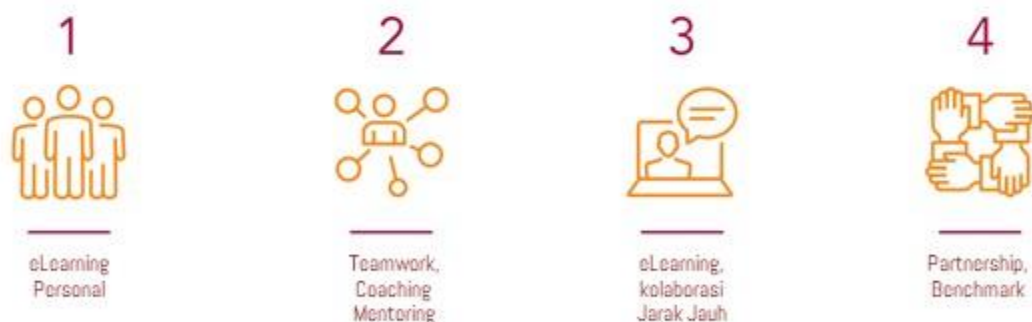 1
eLearning
Personal
2
Teamwork,
Coaching
Mentoring
3
eLearning,
kolaborasi
Jarak Jauh
4
Partnership,
Benchmark